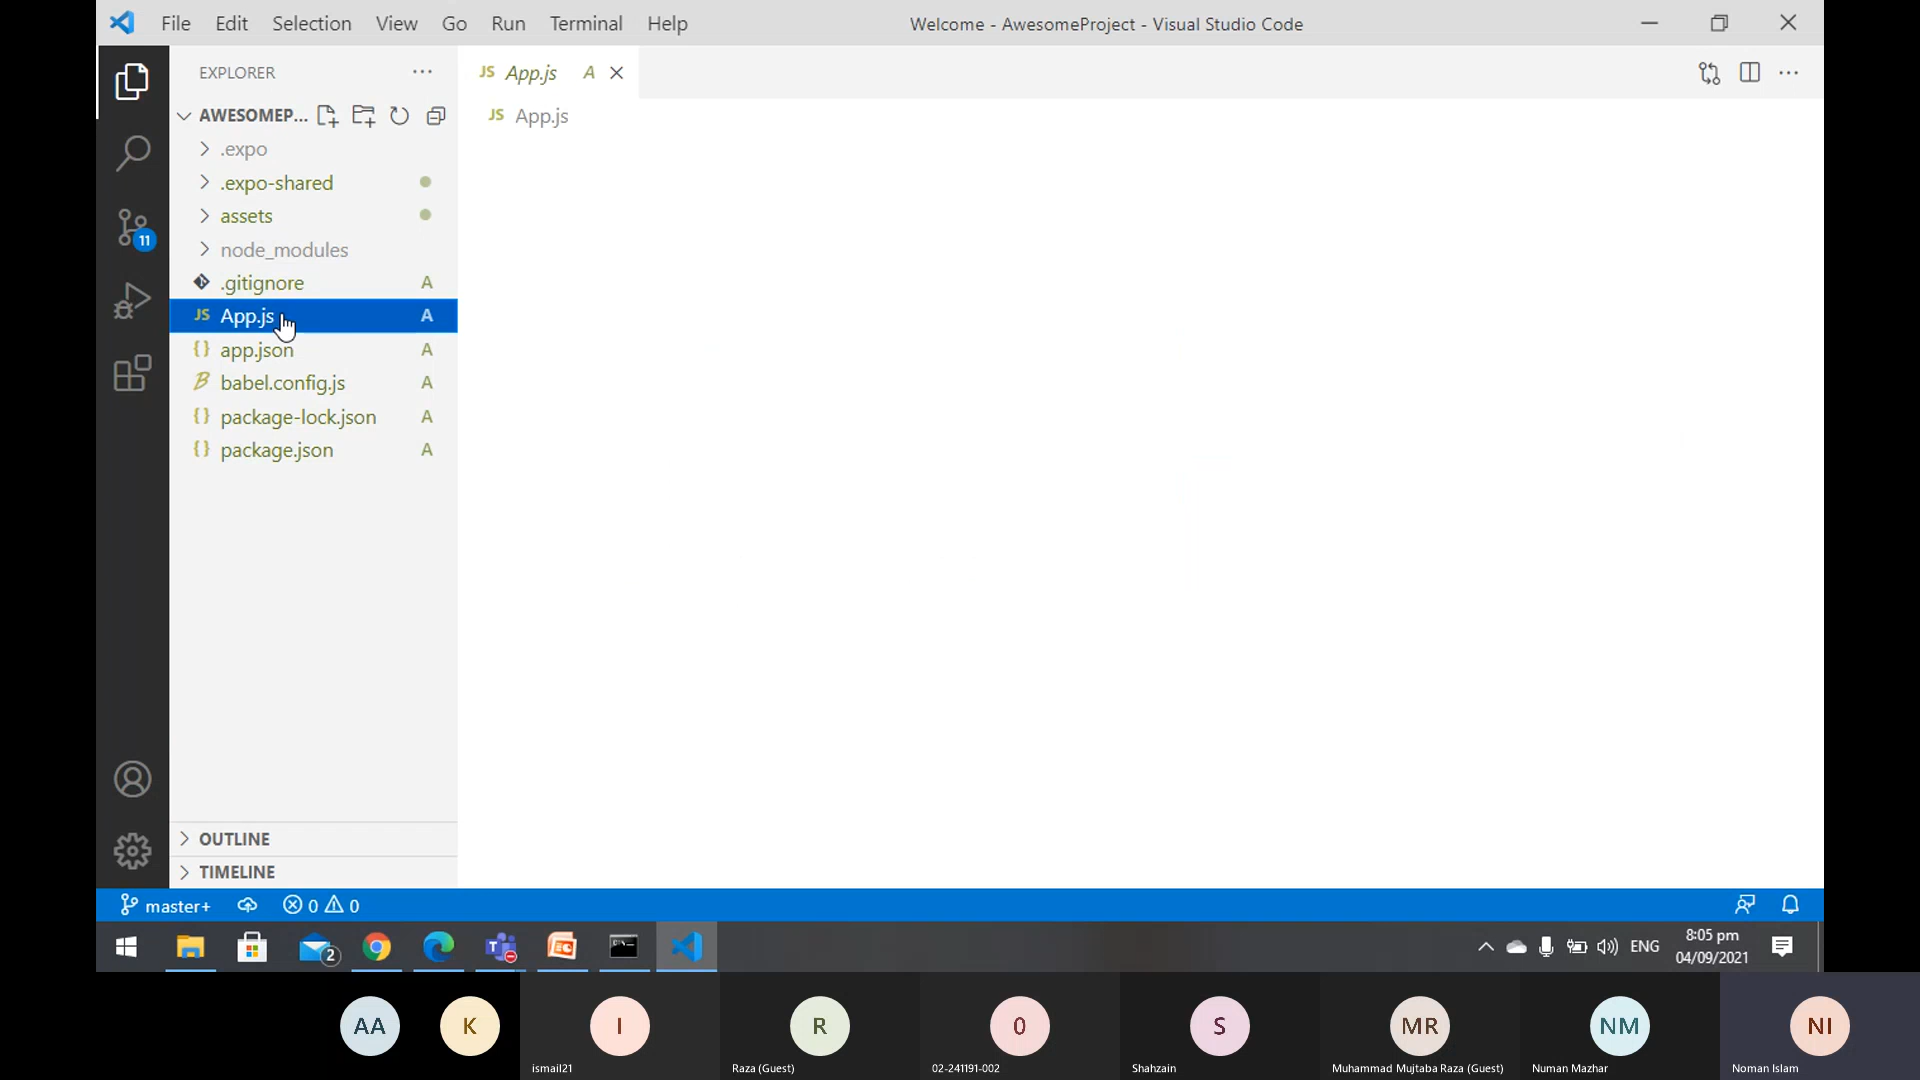 File Edit Selection View Go Run Terminal Help
Welcome - AwesomeProject - Visual Studio Code
EXPLORER
JS App.js A
AWESOMEP...
JS App.js
.expo
.expo-shared
assets
11
node_modules
.gitignore A
JS App.js A
{} app.json A
B babel.config.js A
{} package-lock.json A
{} package.json A
OUTLINE
TIMELINE
master+ 0 0
2
T
ENG
8:05 pm
04/09/2021
AA
K
I
R
0
S
MR
NM
NI
ismail21
Raza (Guest)
02-241191-002
Shahzain
Muhammad Mujtaba Raza (Guest)
Numan Mazhar
Noman Islam